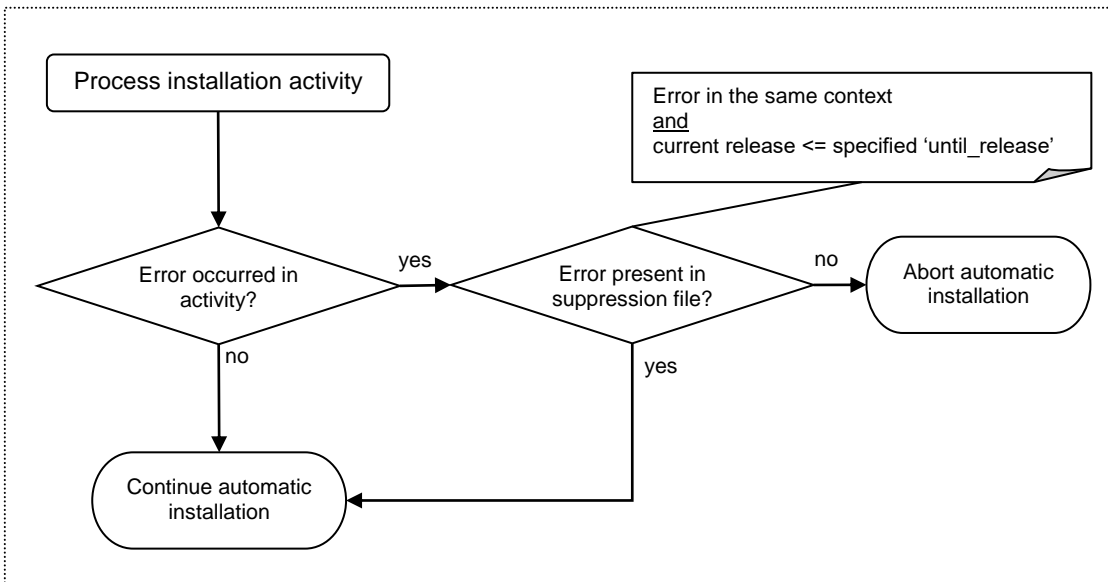 Process installation activity
Error in the same context
and
current release <= specified ‘until_release’
Error occurred in
activity?
yes
Error present in
suppression file?
no
Abort automatic
installation
no
yes
Continue automatic
installation